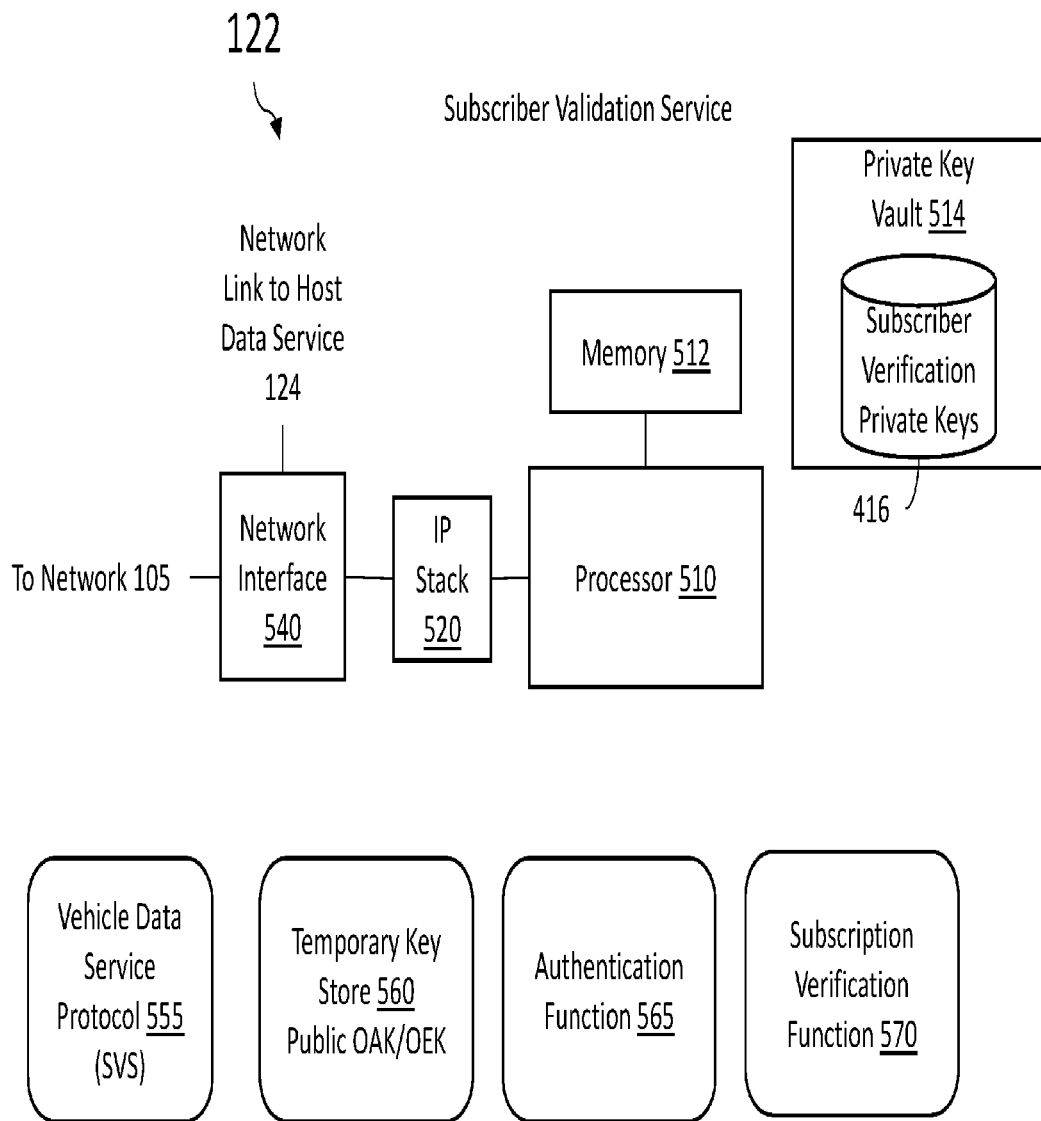 122
Subscriber Validation Service
Private Key
Vault 514
Subscriber
Verification
Private Keys
416
Network
Link to Host
Data Service
124
Memory 512
To Network 105
Network
Interface
540
IP
Stack
520
Processor 510
Vehicle Data
Service
Protocol 555
(SVS)
Temporary Key
Store 560
Public OAK/OEK
Authentication
Function 565
Subscription
Verification
Function 570